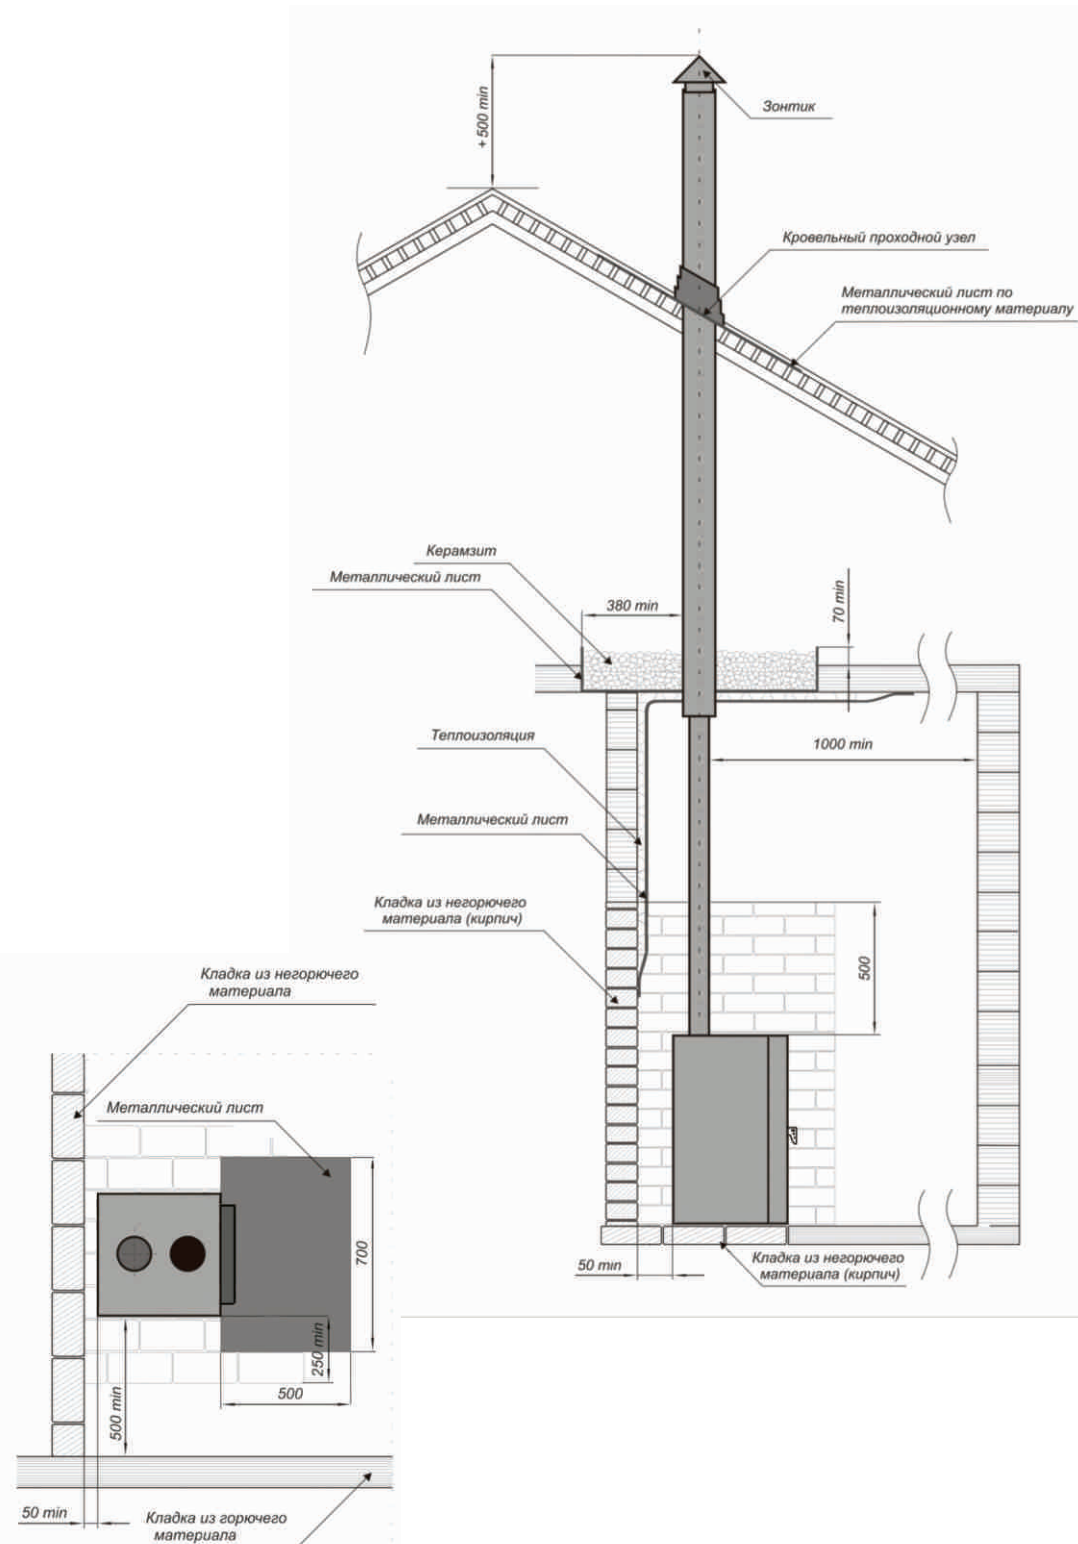 + 500 min
Зонтик
Кровельный проходной узел
Металлический лист по
теплоизоляционному материалу
Керамзит
Металлический лист
380 min
70 min
Теплоизоляция
1000 min
Металлический лист
Кладка из негорючего
материала (кирпич)
500
50 min
Кладка из негорючего
материала (кирпич)
Кладка из негорючего
материала
Металлический лист
700
250 min
500
500 min
50 min
Кладка из горючего
материала